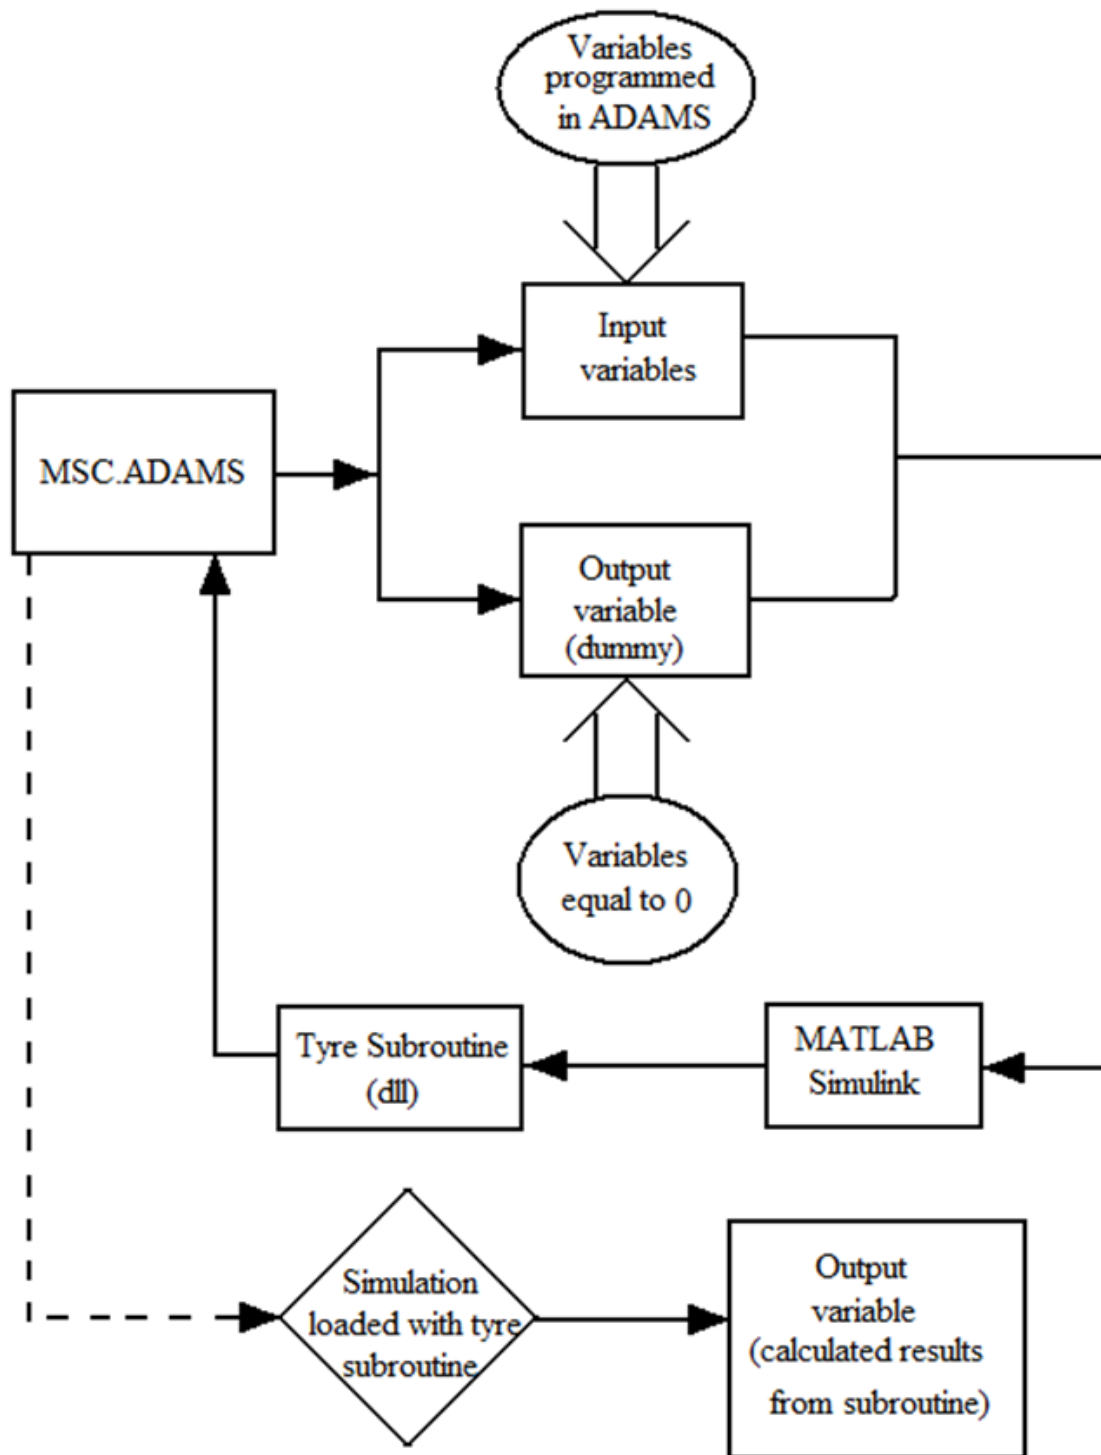 Variables
programmed
in ADAMS
Input
variables
MSC.ADAMS
Output
variable
(dummy)
Variables
equal to 0
Tyre Subroutine
(dll)
MATLAB
Simulink
Simulation
loaded with tyre
subroutine
Output
variable
(calculated results
from subroutine)